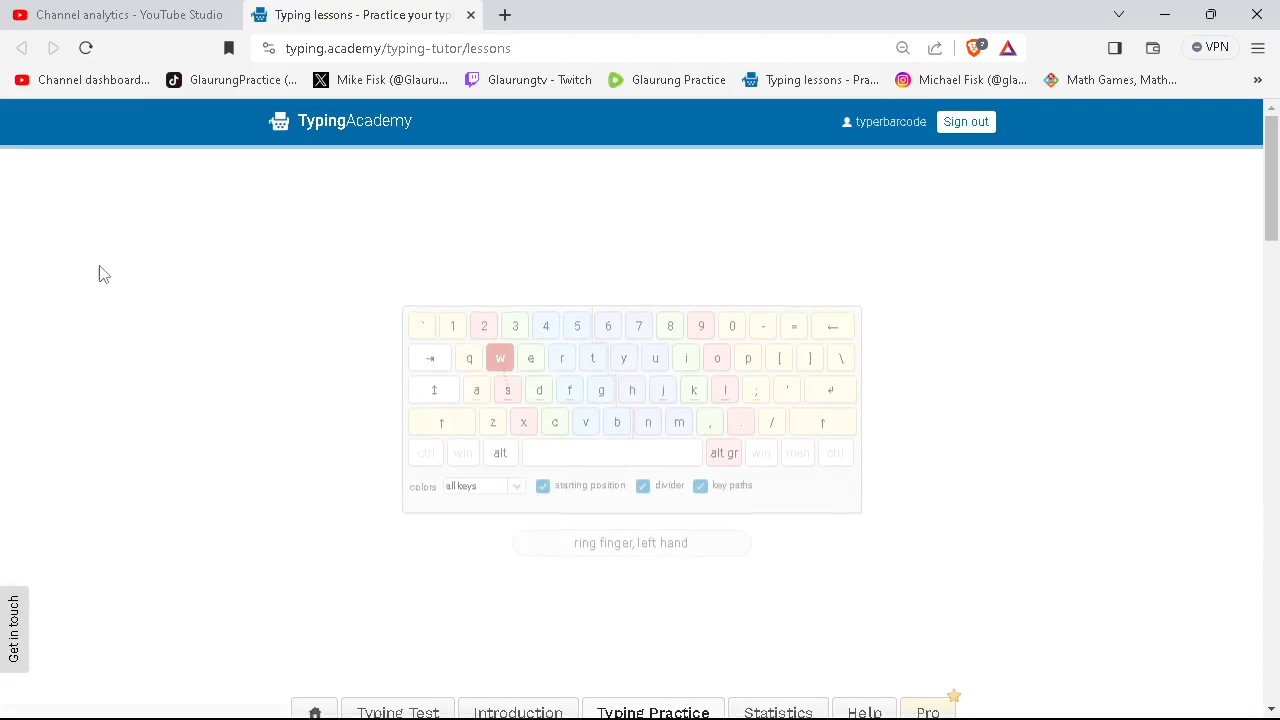 Channel analytics - YouTube Studio
Typing lessons - Practice your typ
typing.academy/typing-tutor/lessons
2
VPN
Channel dashboard...
GlaurungPractice (...
Mike Fisk (@Glauru...
Glaurungtv - Twitch
Glaurung Practic
Typing lessons - Pra...
Michael Fisk (@gla...
Math Games, Math,...
TypingAcademy
typerbarcode
Sign out
` 1 2 3 4 5 6 7 8 9 0 - =
q w e r t y u i o p [ ] \
a s d f g h j k l ; '
z x c v b n m , . /
ctrl win alt alt gr win men ctrl
colors all keys starting position divider key paths
ring finger, left hand
Get in touch
Typing Test
Introduction
Typing Practice
Statistics
Help
Pro